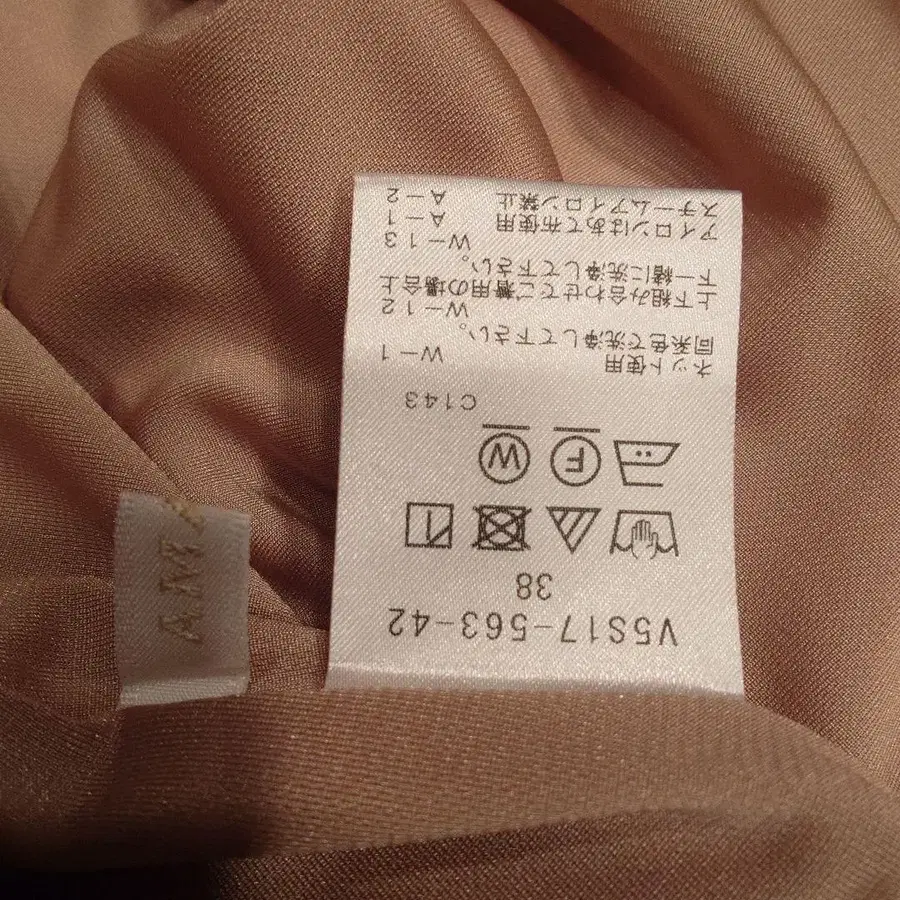 V5S17-563-42
38
F W
C143
ネット使用 W-1
同系色で洗浄して下さい。
W-12
上下組み合わせてご着用の場合上
下一緒に洗浄して下さい。
W-13
アイロンはあて布使用 A-1
スチームアイロン禁止 A-2